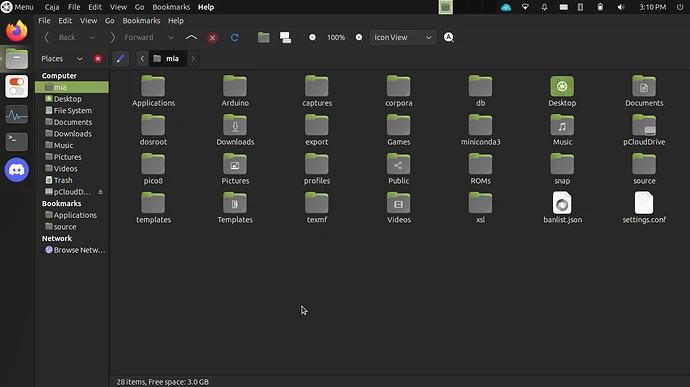 Menu Caja File Edit View Go Bookmarks Help 3:10 PM
File Edit View Go Bookmarks Help
Back Forward 100% Icon View
Places mia
Computer
mia
Desktop
File System
Documents
Downloads
Music
Pictures
Videos
Trash
pCloudD...
Bookmarks
Applications
source
Network
Browse Netw...
Applications Arduino captures corpora db Desktop Documents
dosroot Downloads export Games miniconda3 Music pCloudDrive
pico8 Pictures profiles Public ROMs snap source
templates Templates texmf Videos xsl banlist.json settings.conf
28 items, Free space: 3.0 GB